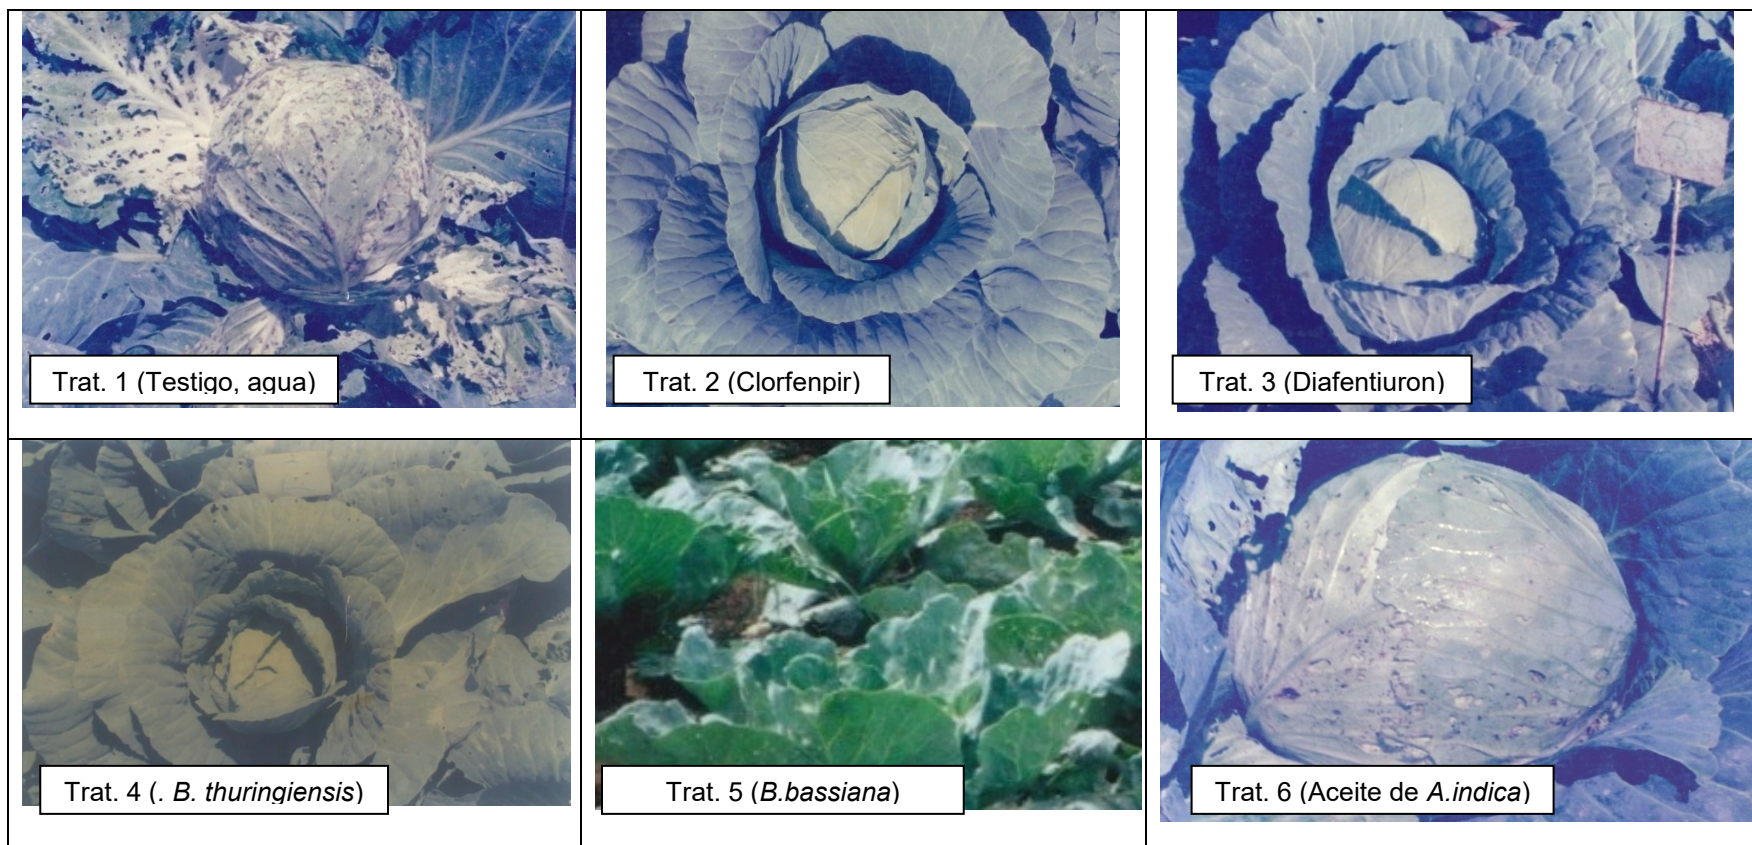 Trat. 1 (Testigo, agua)
Trat. 2 (Clorfenpir)
Trat. 3 (Diafentiuron)
Trat. 4 (. B. thuringiensis)
Trat. 5 (B.bassiana)
Trat. 6 (Aceite de A.indica)